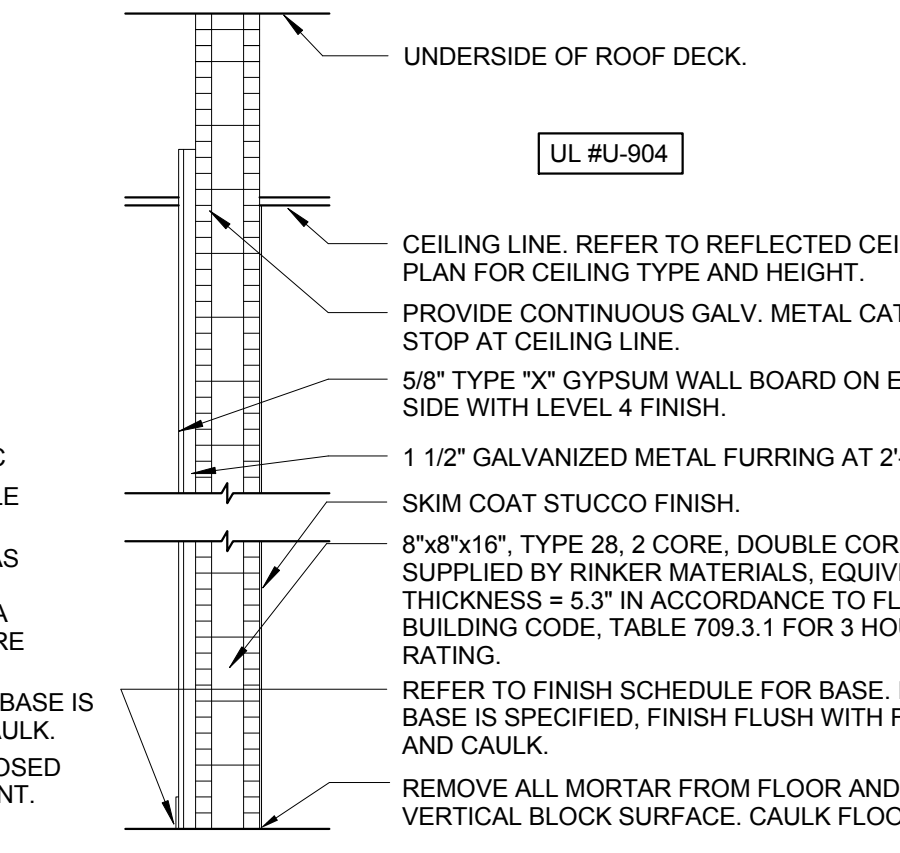 UNDERSIDE OF ROOF DECK.
UL #U-904
CEILING LINE. REFER TO REFLECTED CEI
PLAN FOR CEILING TYPE AND HEIGHT.
PROVIDE CONTINUOUS GALV. METAL CAT
STOP AT CEILING LINE.
5/8" TYPE "X" GYPSUM WALL BOARD ON E
SIDE WITH LEVEL 4 FINISH.
1 1/2" GALVANIZED METAL FURRING AT 2'-
SKIM COAT STUCCO FINISH.
8"x8"x16", TYPE 28, 2 CORE, DOUBLE COR
SUPPLIED BY RINKER MATERIALS, EQUIV
THICKNESS = 5.3" IN ACCORDANCE TO FL
BUILDING CODE, TABLE 709.3.1 FOR 3 HOU
RATING.
REFER TO FINISH SCHEDULE FOR BASE.
BASE IS SPECIFIED, FINISH FLUSH WITH F
AND CAULK.
REMOVE ALL MORTAR FROM FLOOR AND
VERTICAL BLOCK SURFACE. CAULK FLOO
C
LE
AS
A
RE
BASE IS
AULK.
OSED
NT.